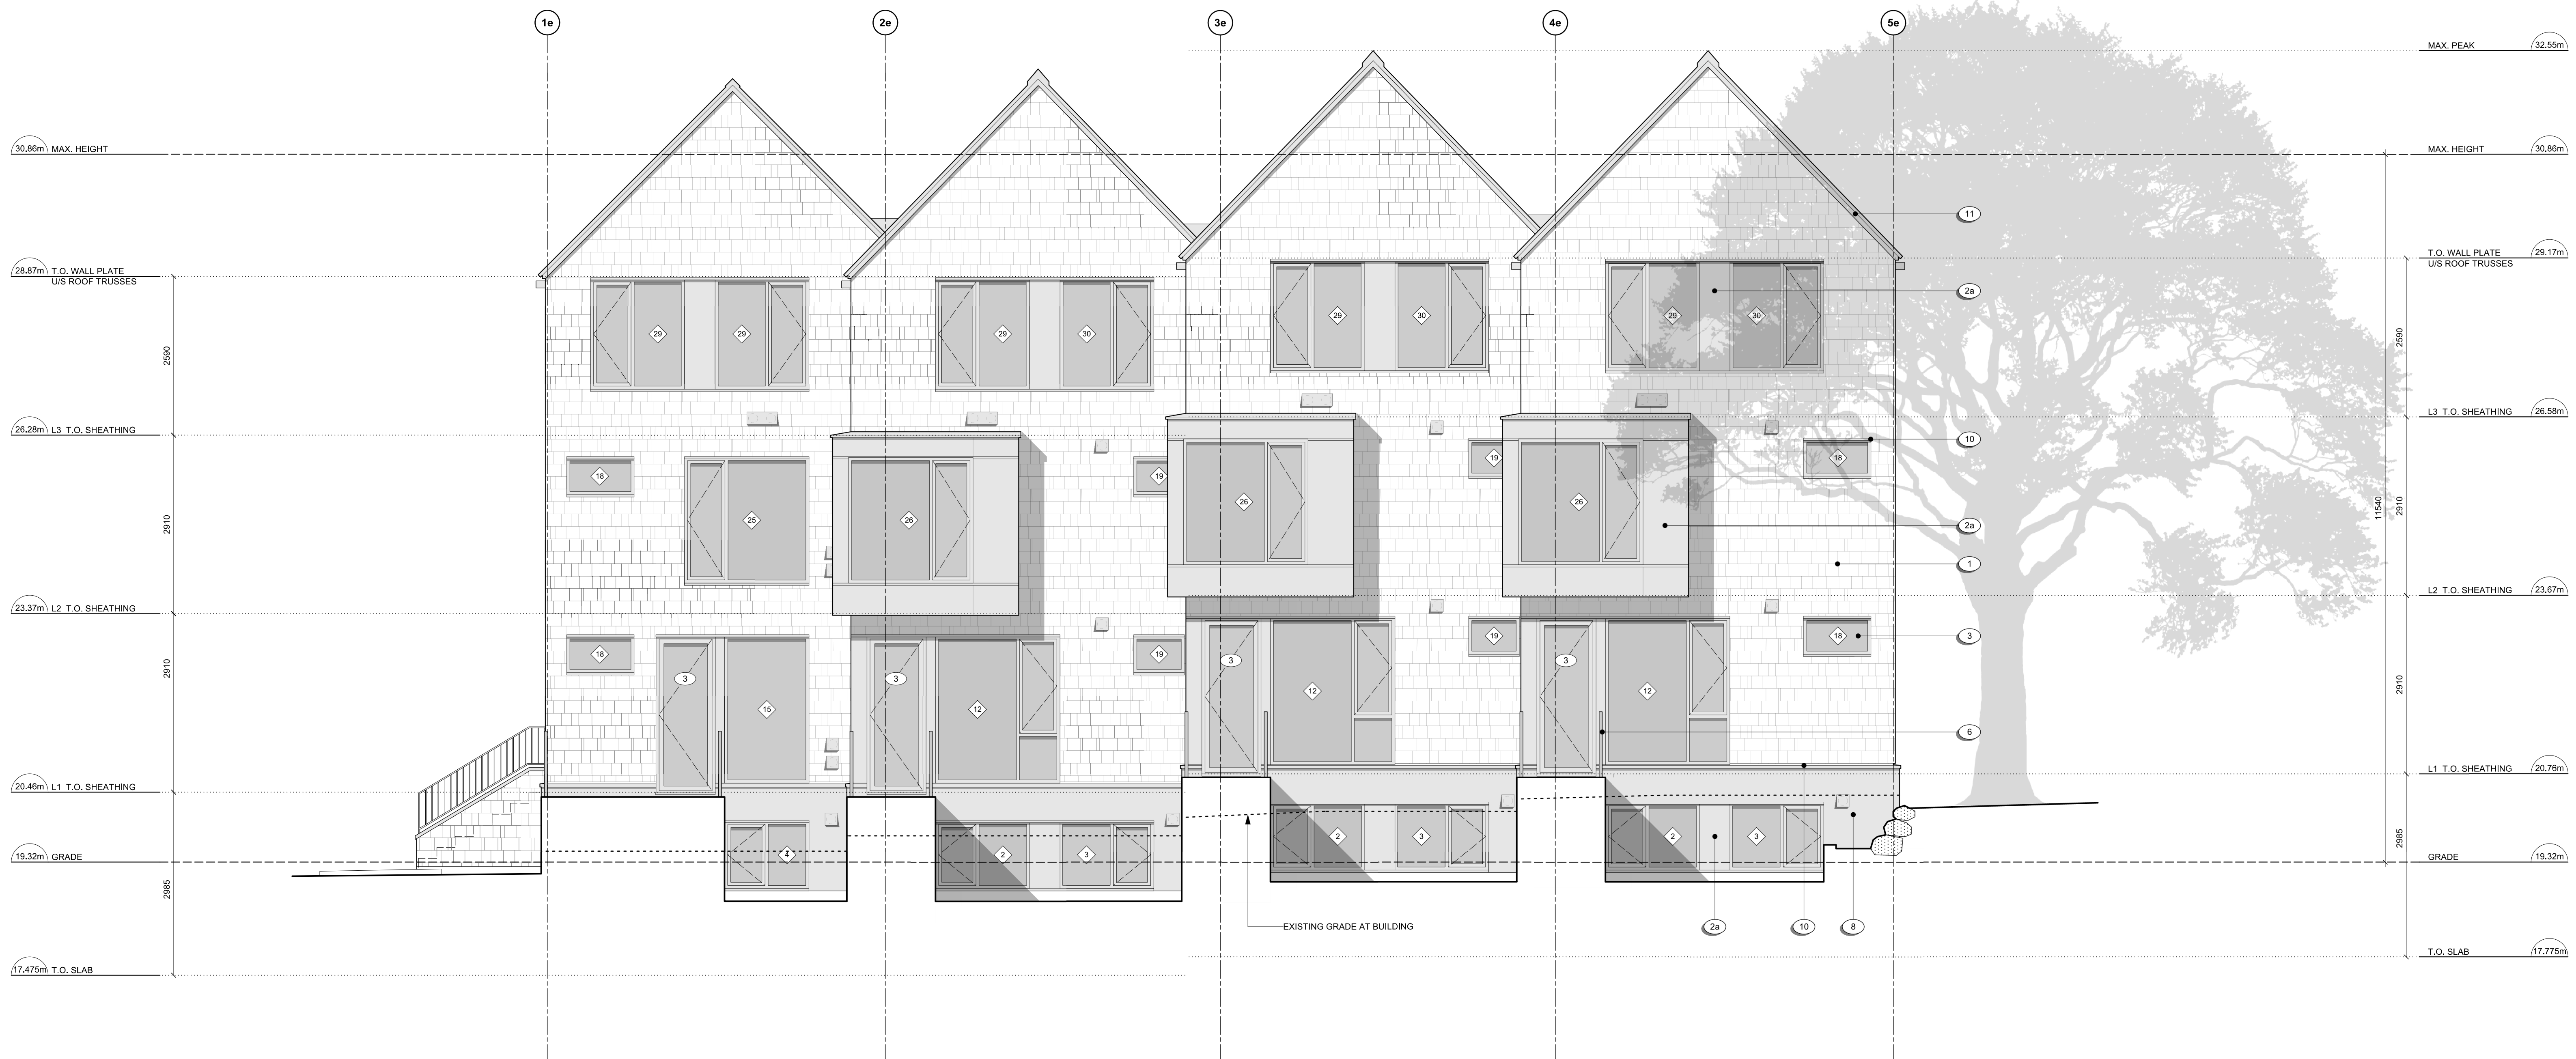 1e
2e
3e
4e
5e
MAX. PEAK 32.55m
30.86m MAX. HEIGHT
MAX. HEIGHT 30.86m
11
28.87m T.O. WALL PLATE
U/S ROOF TRUSSES
T.O. WALL PLATE 29.17m
U/S ROOF TRUSSES
2a
29
29
29
30
29
30
29
30
2590
2590
26.28m L3 T.O. SHEATHING
L3 T.O. SHEATHING 26.58m
10
18
19
19
18
25
26
26
26
2910
2910
11540
2a
1
23.37m L2 T.O. SHEATHING
L2 T.O. SHEATHING 23.67m
18
19
19
18
3
3
3
3
3
15
12
12
12
2910
2910
6
20.46m L1 T.O. SHEATHING
L1 T.O. SHEATHING 20.76m
4
2
3
2
3
2
3
19.32m GRADE
GRADE 19.32m
2985
2985
EXISTING GRADE AT BUILDING
2a
10
8
17.475m T.O. SLAB
T.O. SLAB 17.775m